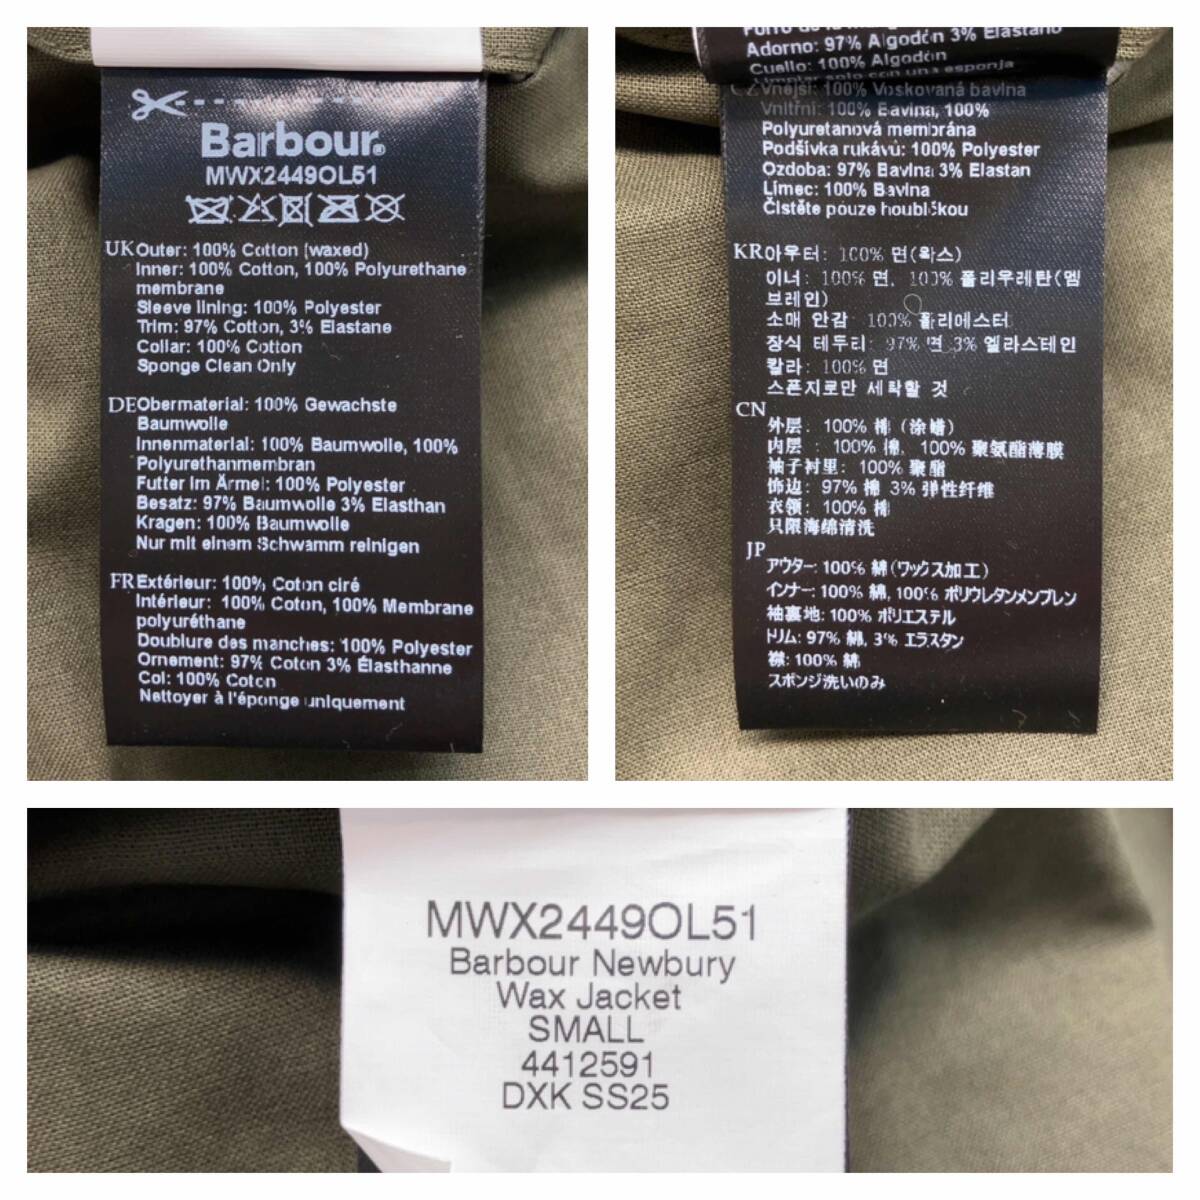 Barbour®
MWX2449OL51
UK Outer: 100% Cotton (waxed)
Inner: 100% Cotton, 100% Polyurethane
membrane
Sleeve lining: 100% Polyester
Trim: 97% Cotton, 3% Elastane
Collar: 100% Cotton
Sponge Clean Only
DE Obermaterial: 100% Gewachste
Baumwolle
Innenmaterial: 100% Baumwolle, 100%
Polyurethanmembran
Futter im Ärmel: 100% Polyester
Besatz: 97% Baumwolle 3% Elasthan
Kragen: 100% Baumwolle
Nur mit einem Schwamm reinigen
FR Extérieur: 100% Coton ciré
Intérieur: 100% Coton, 100% Membrane
polyuréthane
Doublure des manches: 100% Polyester
Ornement: 97% Coton 3% Élasthanne
Col: 100% Coton
Nettoyer à l'éponge uniquement
Adorno: 97% Algodón 3% Elastano
Cuello: 100% Algodón
Limpiar solo con una esponja
CZ Vnější: 100% Voskovaná bavlna
Vnitřní: 100% Bavlna, 100%
Polyuretanová membrána
Podšívka rukávů: 100% Polyester
Ozdoba: 97% Bavlna 3% Elastan
Límec: 100% Bavlna
Čistěte pouze houbičkou
KR 아우터: 100% 면(왁스)
이너: 100% 면, 100% 폴리우레탄(멤
브레인)
소매 안감: 100% 폴리에스터
장식 테두리: 97% 면 3% 엘라스테인
칼라: 100% 면
스폰지로만 세탁할 것
CN
外层: 100% 棉 (涂蜡)
内层: 100% 棉, 100% 聚氨酯薄膜
袖子衬里: 100% 聚脂
饰边: 97% 棉 3% 弹性纤维
衣领: 100% 棉
只限海绵清洗
JP
アウター: 100% 綿(ワックス加工)
インナー: 100% 綿, 100% ポリウレタンメンブレン
袖裏地: 100% ポリエステル
トリム: 97% 綿, 3% エラスタン
襟: 100% 綿
スポンジ洗いのみ
MWX2449OL51
Barbour Newbury
Wax Jacket
SMALL
4412591
DXK SS25